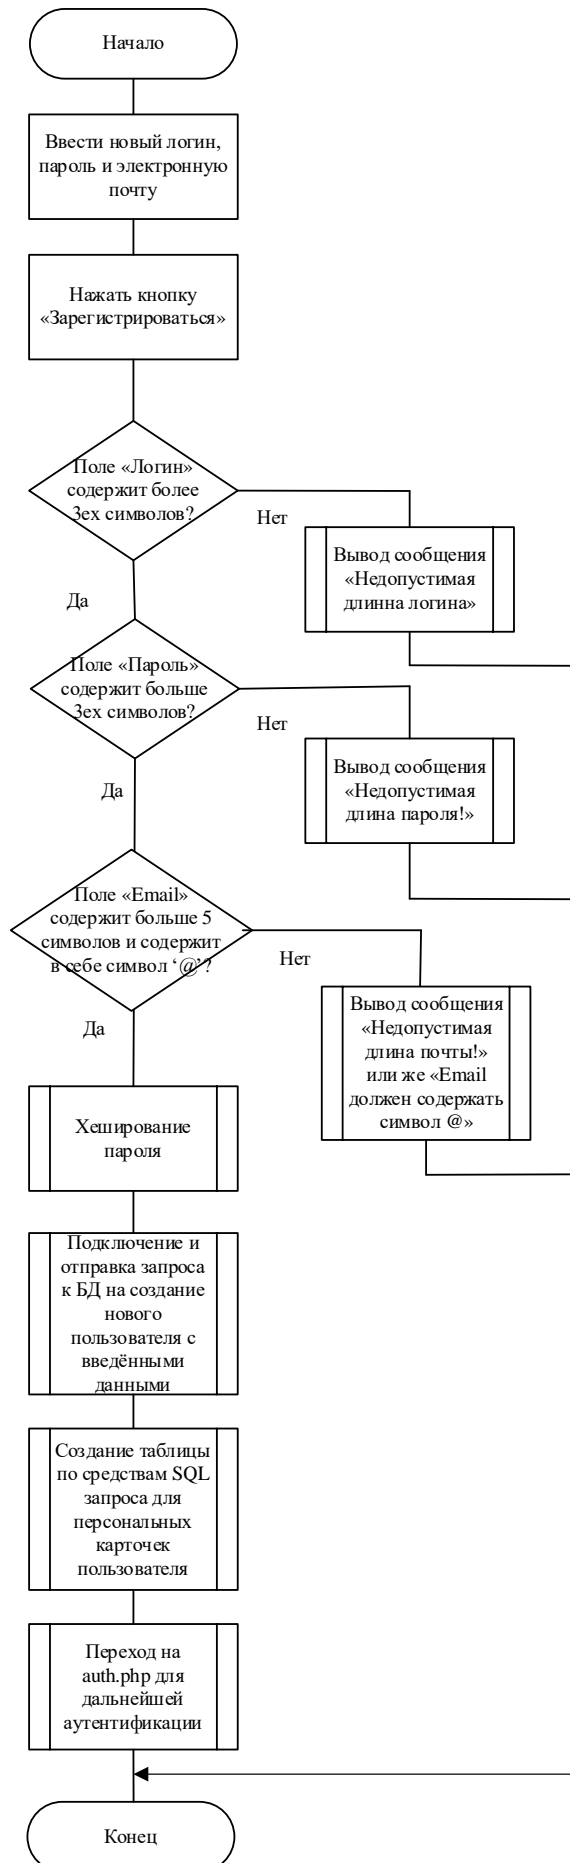 Начало
Ввести новый логин,
пароль и электронную
почту
Нажать кнопку
«Зарегистрироваться»
Поле «Логин»
содержит более
3ех символов?
Нет
Вывод сообщения
«Недопустимая
длинна логина»
Да
Поле «Пароль»
содержит больше
3ех символов?
Нет
Вывод сообщения
«Недопустимая
длина пароля!»
Да
Поле «Email»
содержит больше 5
символов и содержит
в себе символ ‘@’?
Нет
Вывод сообщения
«Недопустимая
длина почты!»
или же «Email
должен содержать
символ @»
Да
Хеширование
пароля
Подключение и
отправка запроса
к БД на создание
нового
пользователя с
введёнными
данными
Создание таблицы
по средствам SQL
запроса для
персональных
карточек
пользователя
Переход на
auth.php для
дальнейшей
аутентификации
Конец